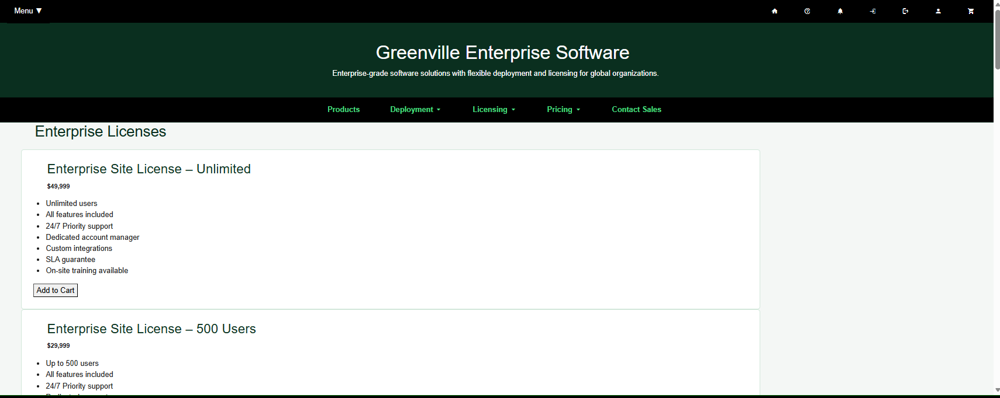 Menu ▼
Greenville Enterprise Software
Enterprise-grade software solutions with flexible deployment and licensing for global organizations.
Products Deployment Licensing Pricing Contact Sales
Enterprise Licenses
Enterprise Site License – Unlimited
$49,999
• Unlimited users
• All features included
• 24/7 Priority support
• Dedicated account manager
• Custom integrations
• SLA guarantee
• On-site training available
Add to Cart
Enterprise Site License – 500 Users
$29,999
• Up to 500 users
• All features included
• 24/7 Priority support